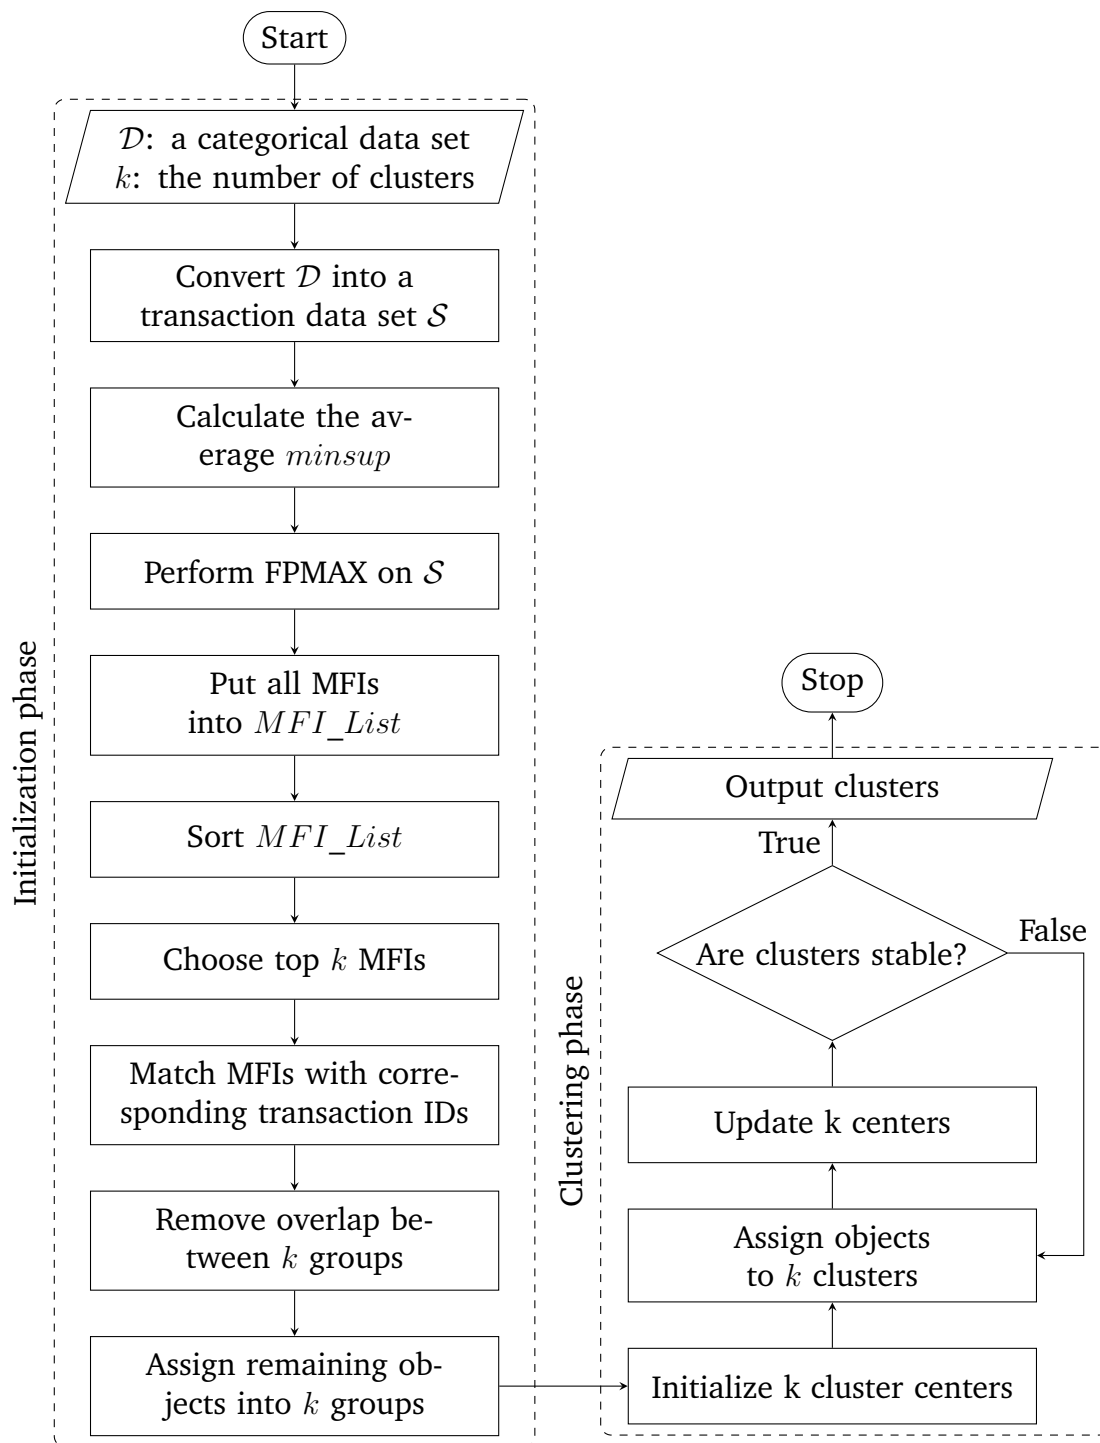 Start
𝒟: a categorical data set
k: the number of clusters
Convert 𝒟 into a
transaction data set 𝒮
Calculate the av-
erage minsup
Perform FPMAX on 𝒮
Put all MFIs
into MFI_List
Sort MFI_List
Choose top k MFIs
Match MFIs with corre-
sponding transaction IDs
Remove overlap be-
tween k groups
Assign remaining ob-
jects into k groups
Initialization phase
Stop
Output clusters
True
Are clusters stable?
False
Update k centers
Assign objects
to k clusters
Initialize k cluster centers
Clustering phase